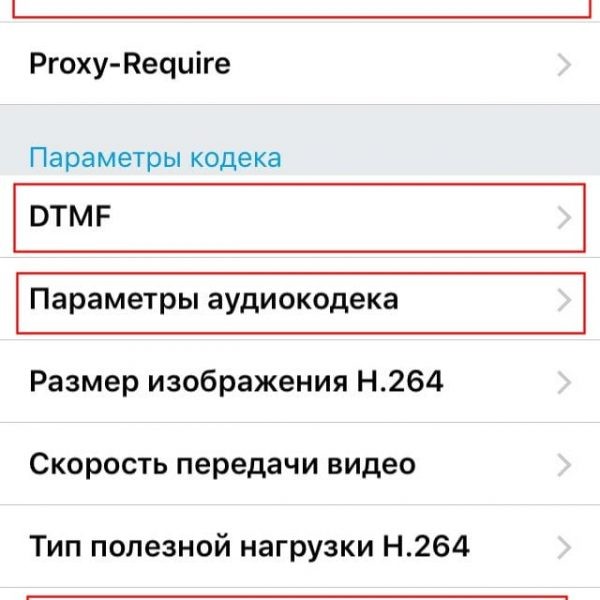 Proxy-Require
Параметры кодека
DTMF
Параметры аудиокодека
Размер изображения H.264
Скорость передачи видео
Тип полезной нагрузки H.264